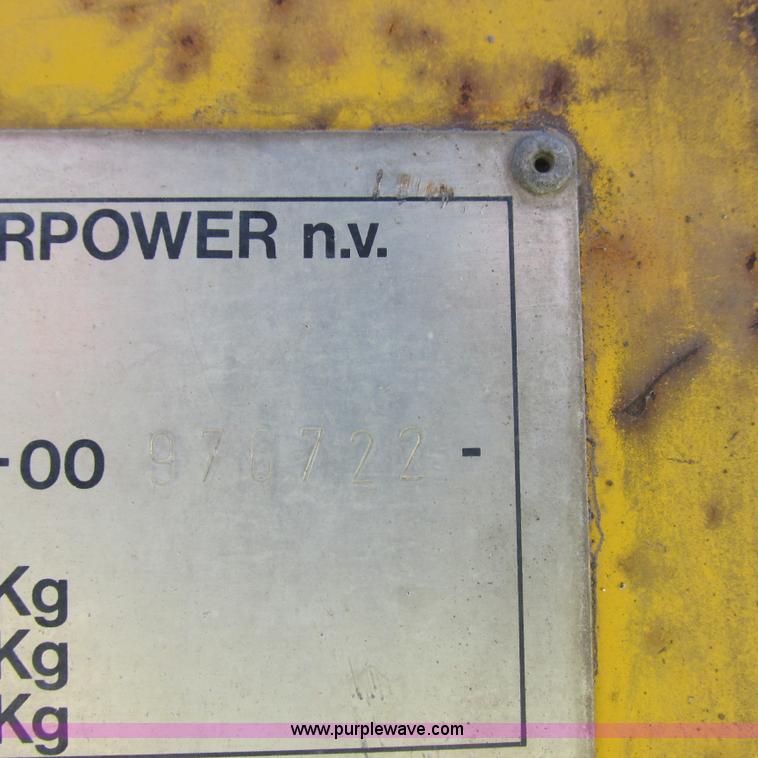 RPOWER n.v.
-00 970722 -
Kg
Kg
Kg
www.purplewave.com